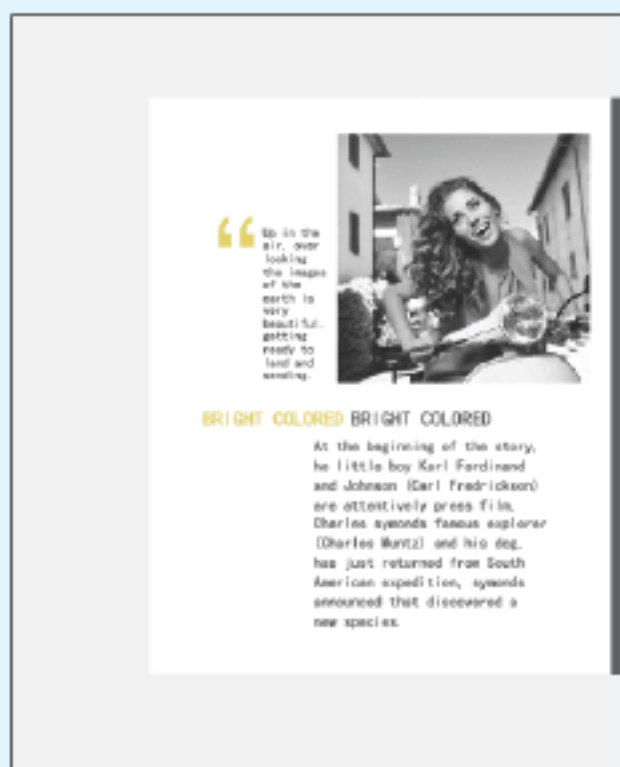 “
Up in the
air, over
looking
the images
of the
earth is
very
beautiful.
getting
ready to
land and
sending.
BRIGHT COLORED BRIGHT COLORED
At the beginning of the story,
he little boy Karl Ferdinand
and Johnson (Carl Fredrickson)
are attentively press film.
Charles symonds famous explorer
(Charles Muntz) and his dog,
has just returned from South
American expedition, symonds
announced that discovered a
new species.